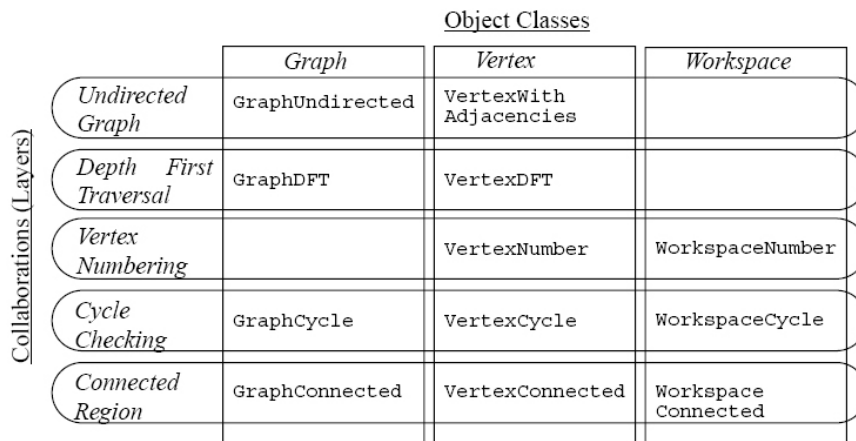 Object Classes
Graph Vertex Workspace
Undirected Graph GraphUndirected VertexWith Adjacencies
Depth First Traversal GraphDFT VertexDFT
Vertex Numbering VertexNumber WorkspaceNumber
Cycle Checking GraphCycle VertexCycle WorkspaceCycle
Connected Region GraphConnected VertexConnected Workspace Connected
Collaborations (Layers)